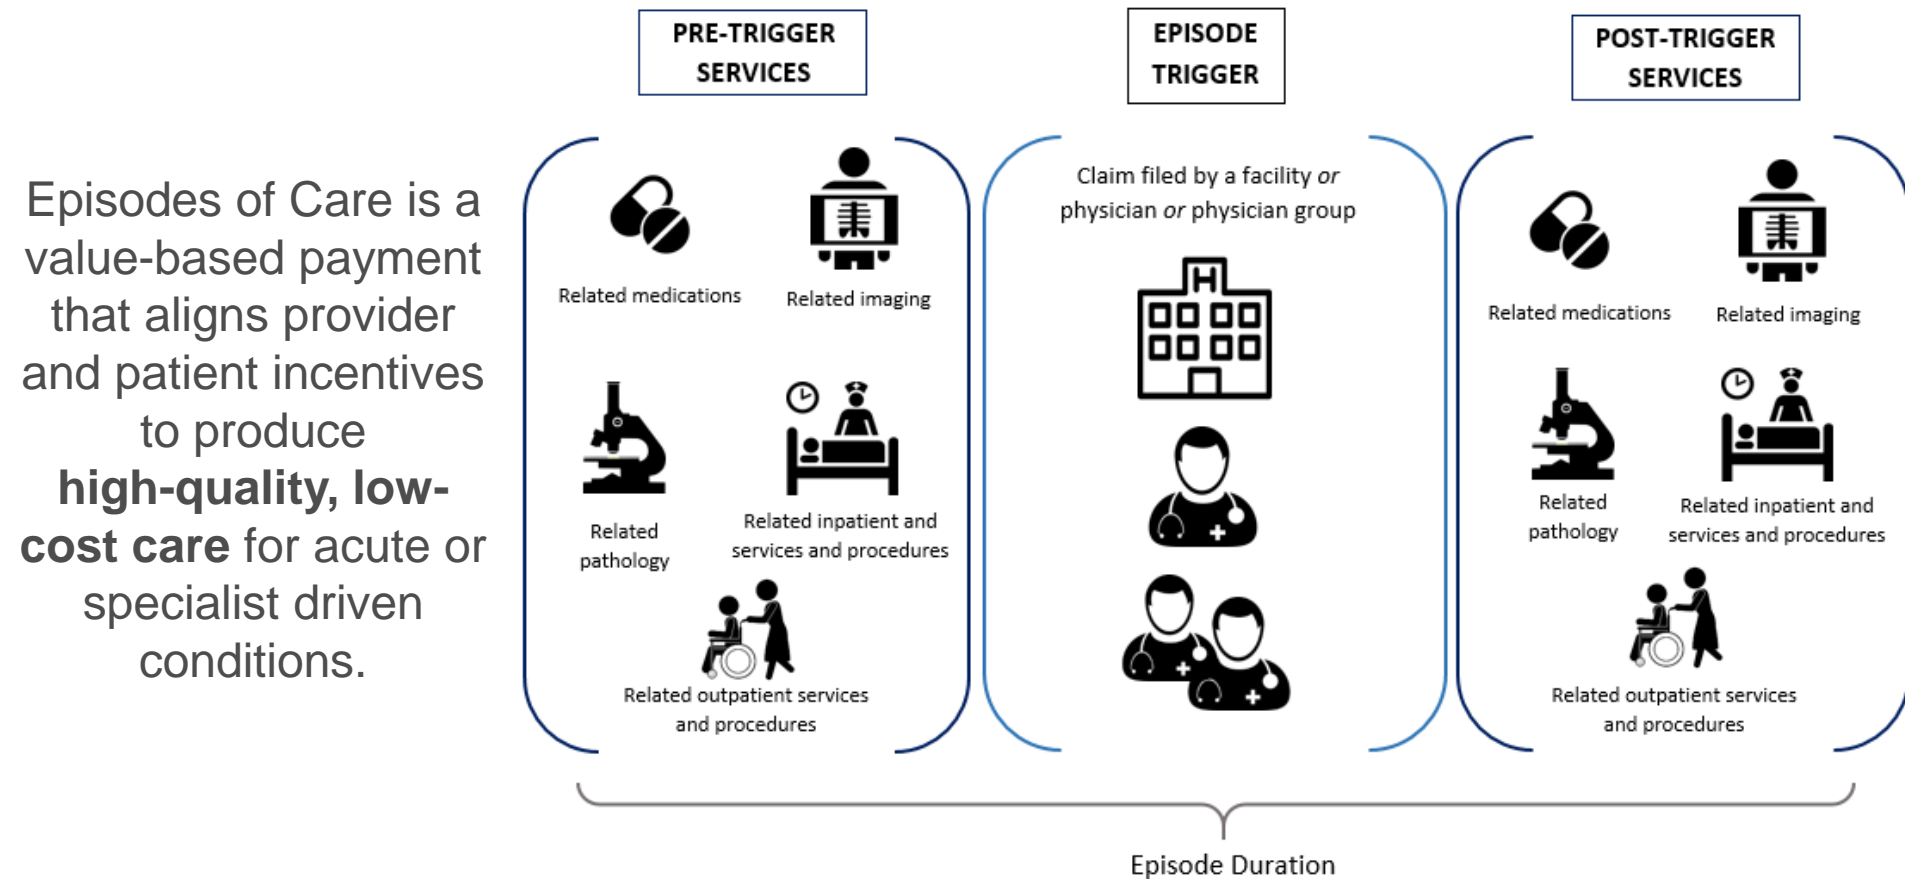 Episodes of Care is a
value-based payment
that aligns provider
and patient incentives
to produce
high-quality, low-
cost care for acute or
specialist driven
conditions.
PRE-TRIGGER
SERVICES
Related medications
Related imaging
Related
pathology
Related inpatient and
services and procedures
Related outpatient services
and procedures
EPISODE
TRIGGER
Claim filed by a facility or
physician or physician group
H
POST-TRIGGER
SERVICES
Related medications
Related imaging
Related
pathology
Related inpatient and
services and procedures
Related outpatient services
and procedures
Episode Duration